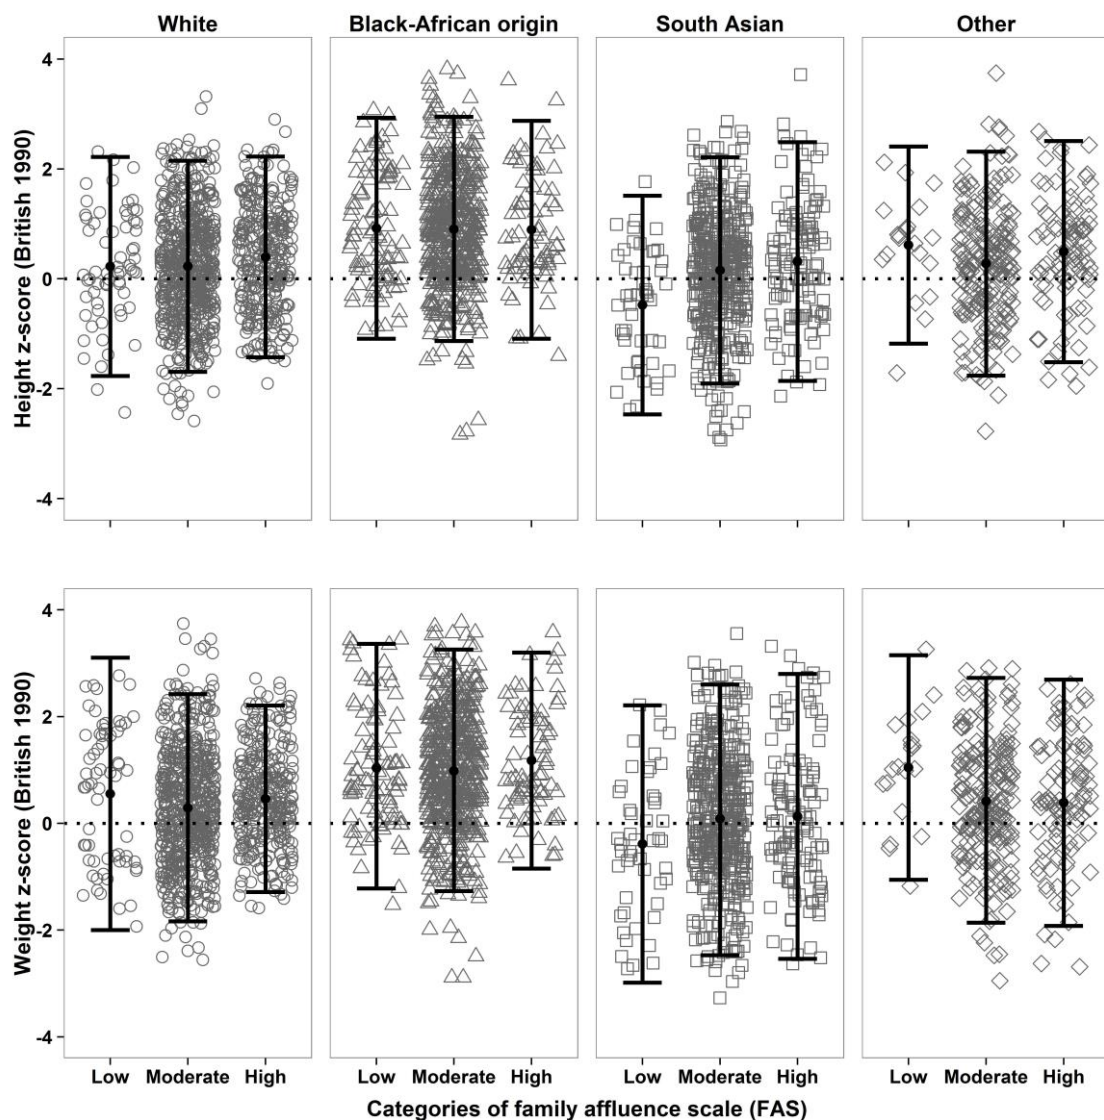 White Black-African origin South Asian Other
Height z-score (British 1990)
4
2
0
-2
-4
Weight z-score (British 1990)
4
2
0
-2
-4
Low Moderate High Low Moderate High Low Moderate High Low Moderate High
Categories of family affluence scale (FAS)